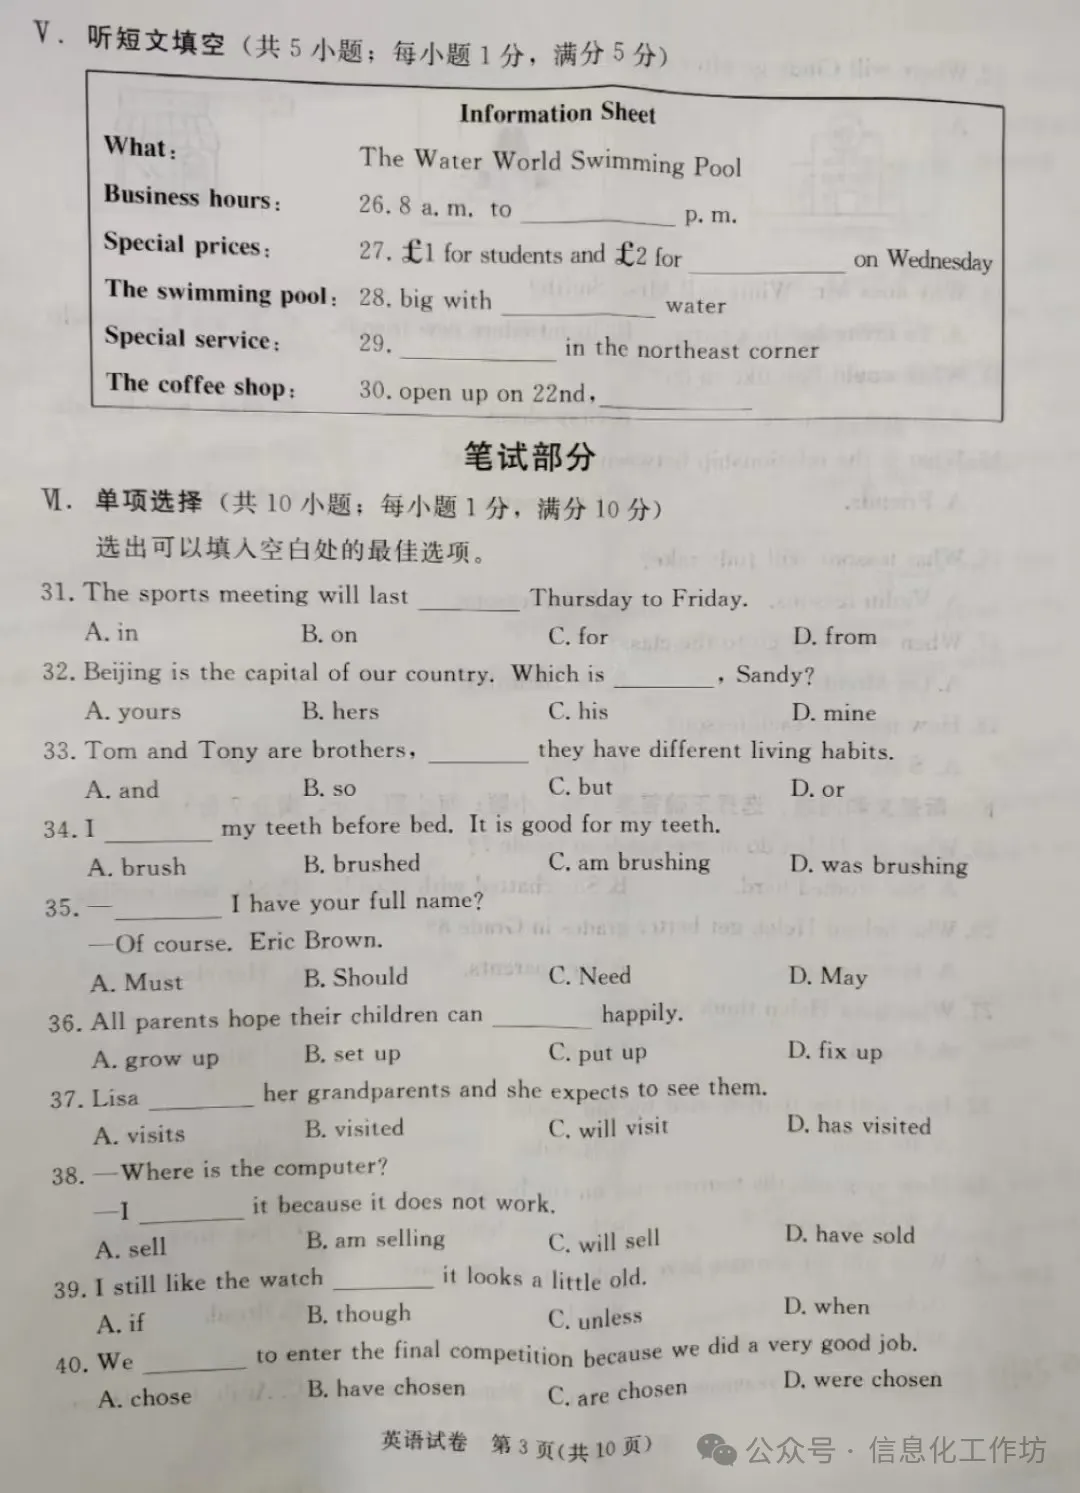 Ⅴ. 听短文填空（共5小题；每小题1分，满分5分）
Information Sheet
What: The Water World Swimming Pool
Business hours: 26. 8 a.m. to ________ p.m.
Special prices: 27. £1 for students and £2 for ________ on Wednesday
The swimming pool: 28. big with ________ water
Special service: 29. ________ in the northeast corner
The coffee shop: 30. open up on 22nd, ________
笔试部分
Ⅵ. 单项选择（共10小题；每小题1分，满分10分）
选出可以填入空白处的最佳选项。
31. The sports meeting will last ________ Thursday to Friday.
A. in B. on C. for D. from
32. Beijing is the capital of our country. Which is ________, Sandy?
A. yours B. hers C. his D. mine
33. Tom and Tony are brothers, ________ they have different living habits.
A. and B. so C. but D. or
34. I ________ my teeth before bed. It is good for my teeth.
A. brush B. brushed C. am brushing D. was brushing
35. —________ I have your full name?
—Of course. Eric Brown.
A. Must B. Should C. Need D. May
36. All parents hope their children can ________ happily.
A. grow up B. set up C. put up D. fix up
37. Lisa ________ her grandparents and she expects to see them.
A. visits B. visited C. will visit D. has visited
38. —Where is the computer?
—I ________ it because it does not work.
A. sell B. am selling C. will sell D. have sold
39. I still like the watch ________ it looks a little old.
A. if B. though C. unless D. when
40. We ________ to enter the final competition because we did a very good job.
A. chose B. have chosen C. are chosen D. were chosen
英语试卷 第3页(共10页)
公众号·信息化工作坊